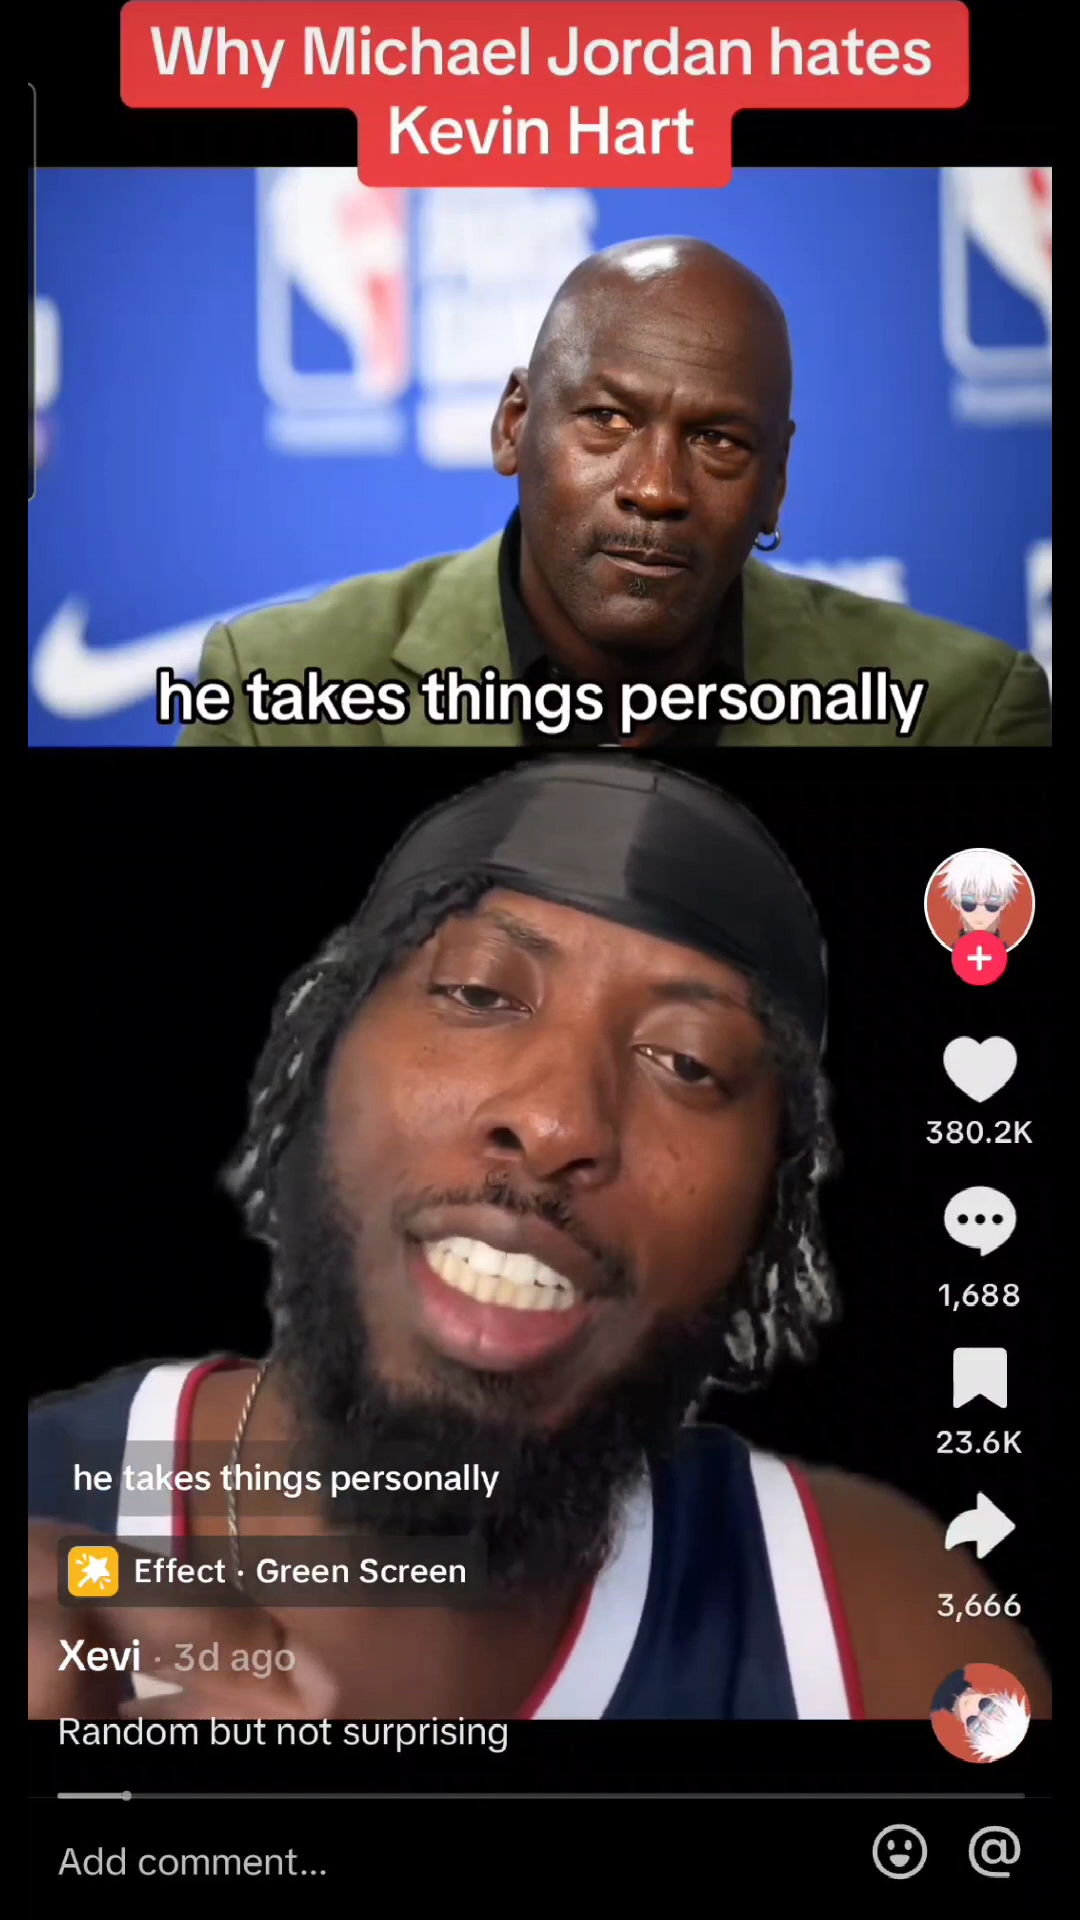 Why Michael Jordan hates
Kevin Hart
he takes things personally
380.2K
1,688
23.6K
3,666
he takes things personally
Effect · Green Screen
Xevi · 3d ago
Random but not surprising
Add comment...